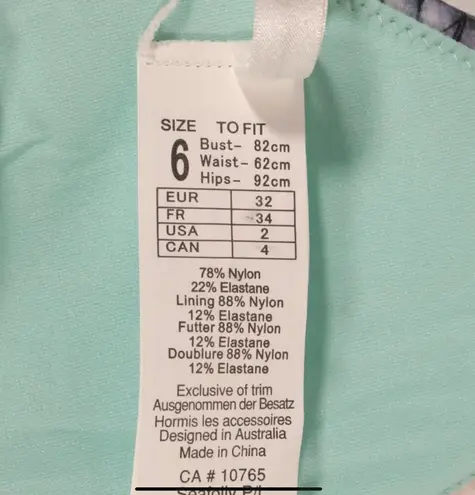 SIZE TO FIT
6 Bust- 82cm
Waist- 62cm
Hips- 92cm
EUR 32
FR 34
USA 2
CAN 4
78% Nylon
22% Elastane
Lining 88% Nylon
12% Elastane
Futter 88% Nylon
12% Elastane
Doublure 88% Nylon
12% Elastane
Exclusive of trim
Ausgenommen der Besatz
Hormis les accessoires
Designed in Australia
Made in China
CA # 10765
Seafolly P/L